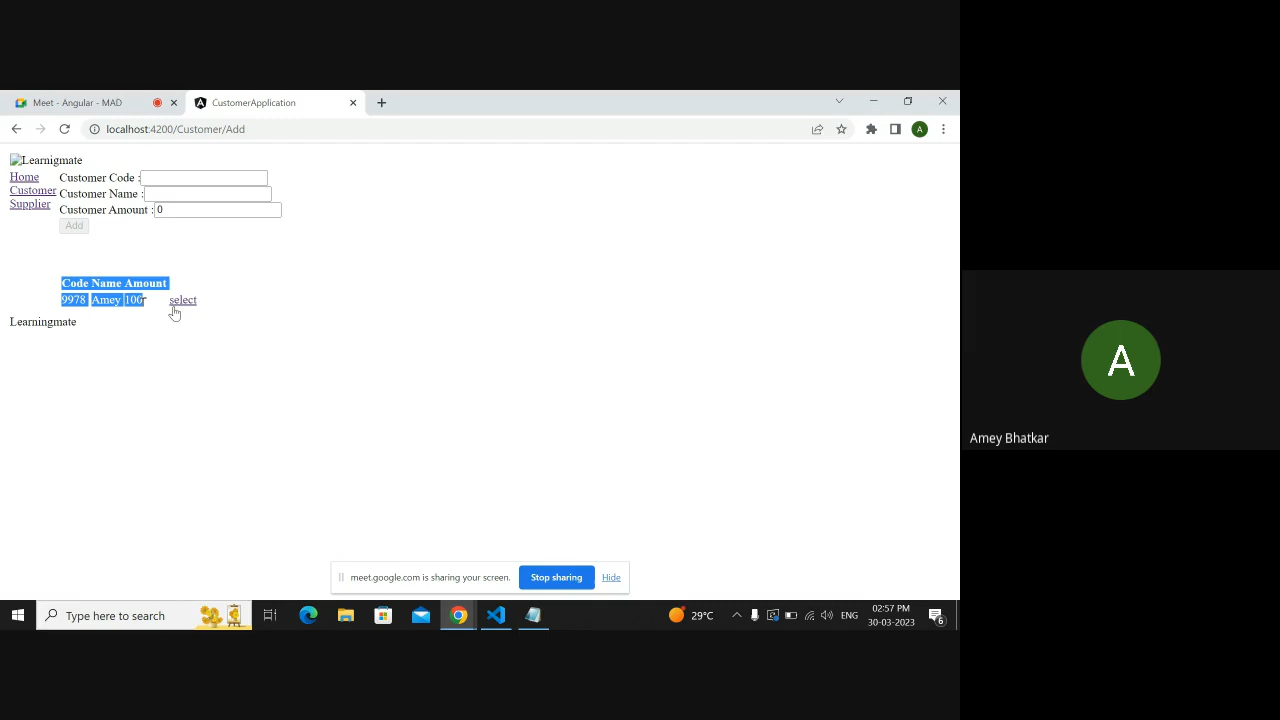 Meet - Angular - MAD
CustomerApplication
localhost:4200/Customer/Add
A
Learnigmate
Home
Customer
Supplier
Customer Code :
Customer Name :
Customer Amount : 0
Add
Code Name Amount
9978 Amey 100 select
Learningmate
A
Amey Bhatkar
meet.google.com is sharing your screen.
Stop sharing
Hide
Type here to search
29°C
ENG
02:57 PM
30-03-2023
6